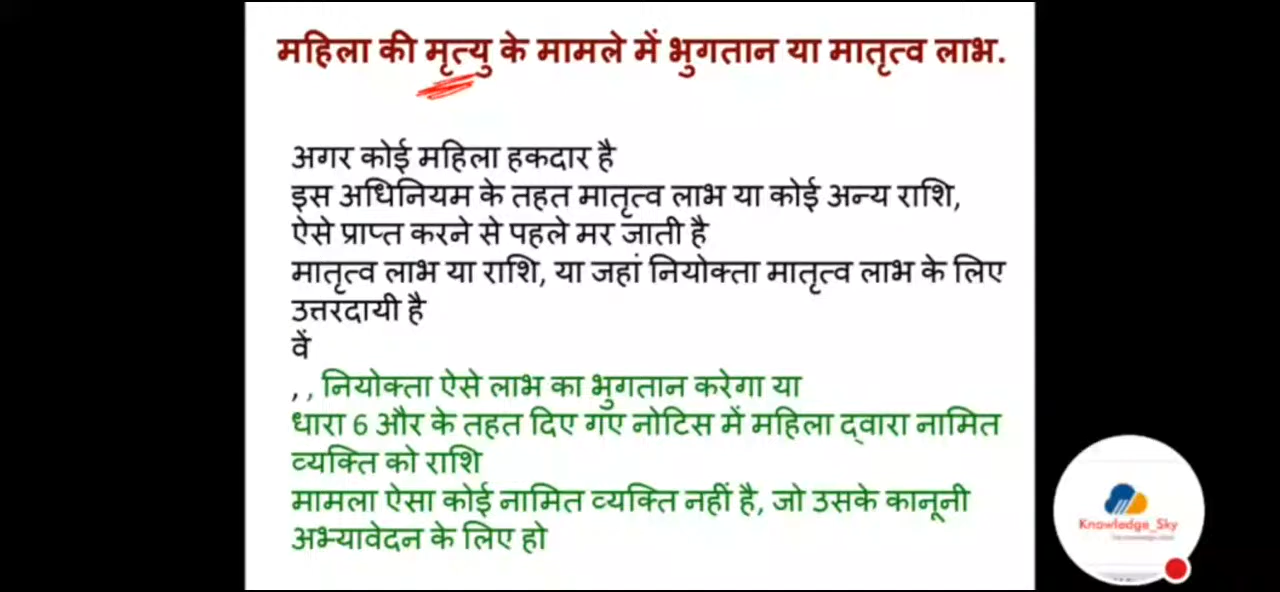 महिला की मृत्यु के मामले में भुगतान या मातृत्व लाभ.
अगर कोई महिला हकदार है
इस अधिनियम के तहत मातृत्व लाभ या कोई अन्य राशि,
ऐसे प्राप्त करने से पहले मर जाती है
मातृत्व लाभ या राशि, या जहां नियोक्ता मातृत्व लाभ के लिए
उत्तरदायी है
वें
, , नियोक्ता ऐसे लाभ का भुगतान करेगा या
धारा 6 और के तहत दिए गए नोटिस में महिला द्वारा नामित
व्यक्ति को राशि
मामला ऐसा कोई नामित व्यक्ति नहीं है, जो उसके कानूनी
अभ्यावेदन के लिए हो
Knowledge_Sky